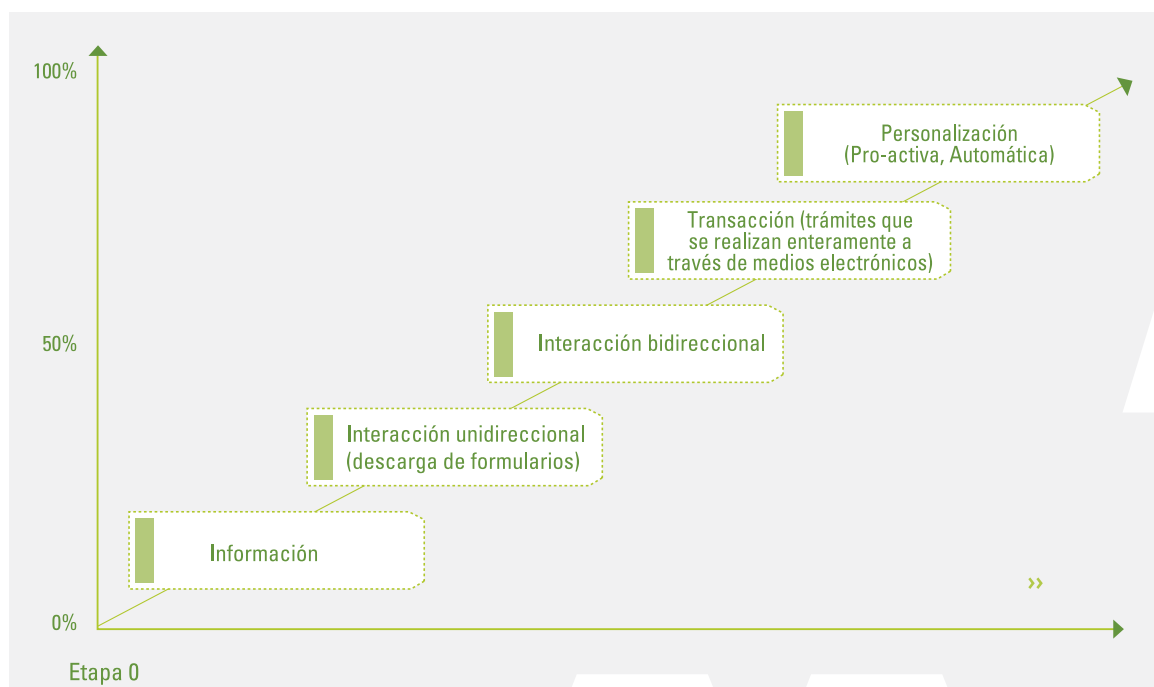 100%
Personalización
(Pro-activa, Automática)
Transacción (trámites que
se realizan enteramente a
través de medios electrónicos)
50%
Interacción bidireccional
Interacción unidireccional
(descarga de formularios)
Información
››
0%
Etapa 0